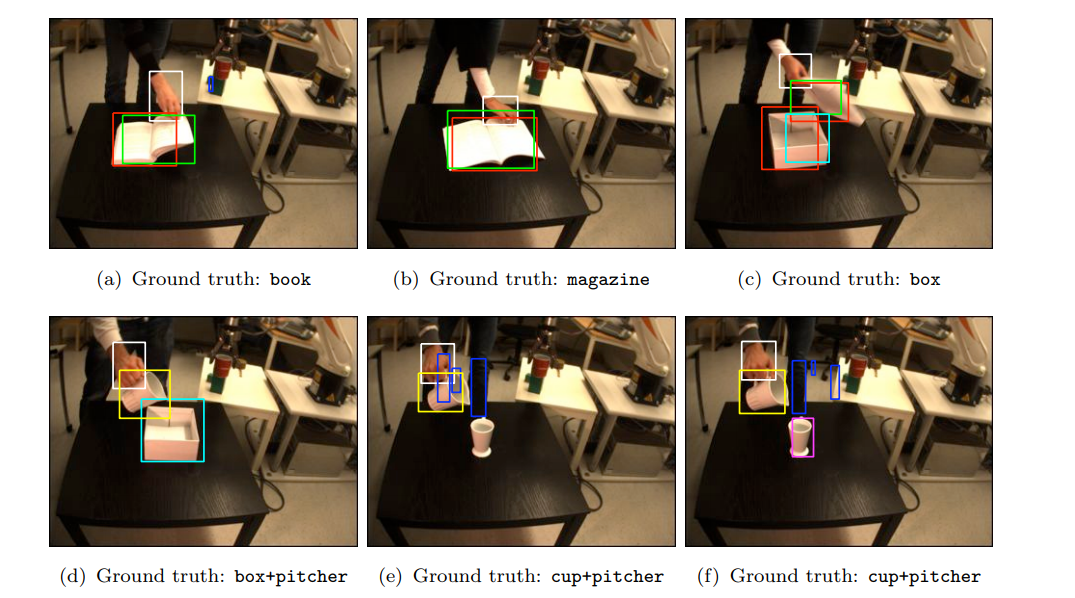 (a) Ground truth: book
(b) Ground truth: magazine
(c) Ground truth: box
(d) Ground truth: box+pitcher
(e) Ground truth: cup+pitcher
(f) Ground truth: cup+pitcher